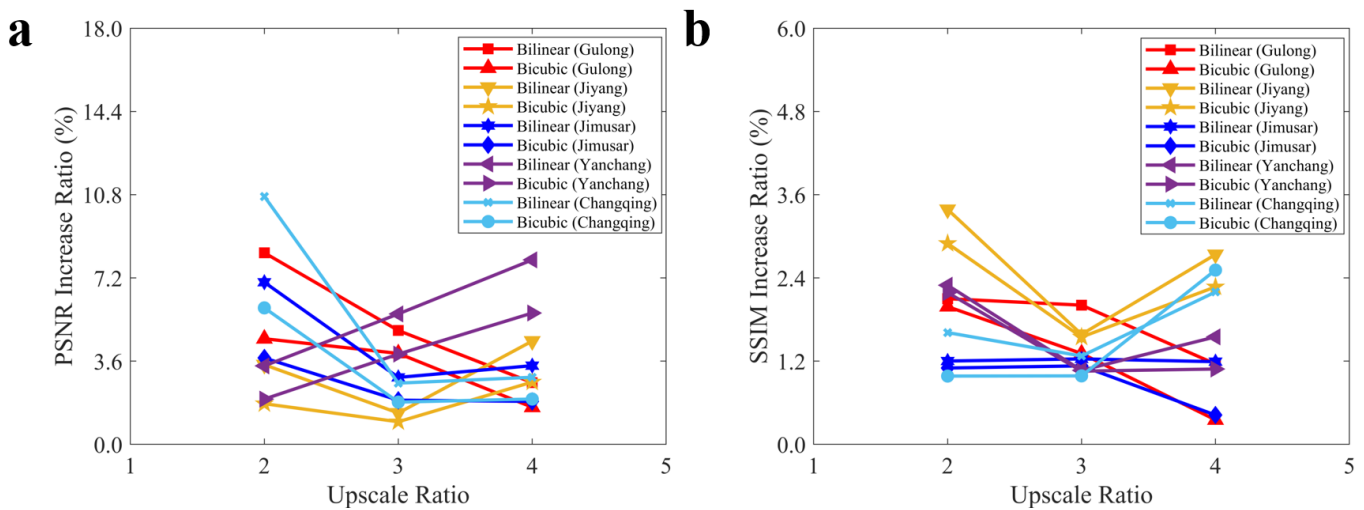 a
18.0
14.4
10.8
7.2
3.6
0.0
PSNR Increase Ratio (%)
Bilinear (Gulong)
Bicubic (Gulong)
Bilinear (Jiyang)
Bicubic (Jiyang)
Bilinear (Jimusar)
Bicubic (Jimusar)
Bilinear (Yanchang)
Bicubic (Yanchang)
Bilinear (Changqing)
Bicubic (Changqing)
1 2 3 4 5
Upscale Ratio
b
6.0
4.8
3.6
2.4
1.2
0.0
SSIM Increase Ratio (%)
Bilinear (Gulong)
Bicubic (Gulong)
Bilinear (Jiyang)
Bicubic (Jiyang)
Bilinear (Jimusar)
Bicubic (Jimusar)
Bilinear (Yanchang)
Bicubic (Yanchang)
Bilinear (Changqing)
Bicubic (Changqing)
1 2 3 4 5
Upscale Ratio